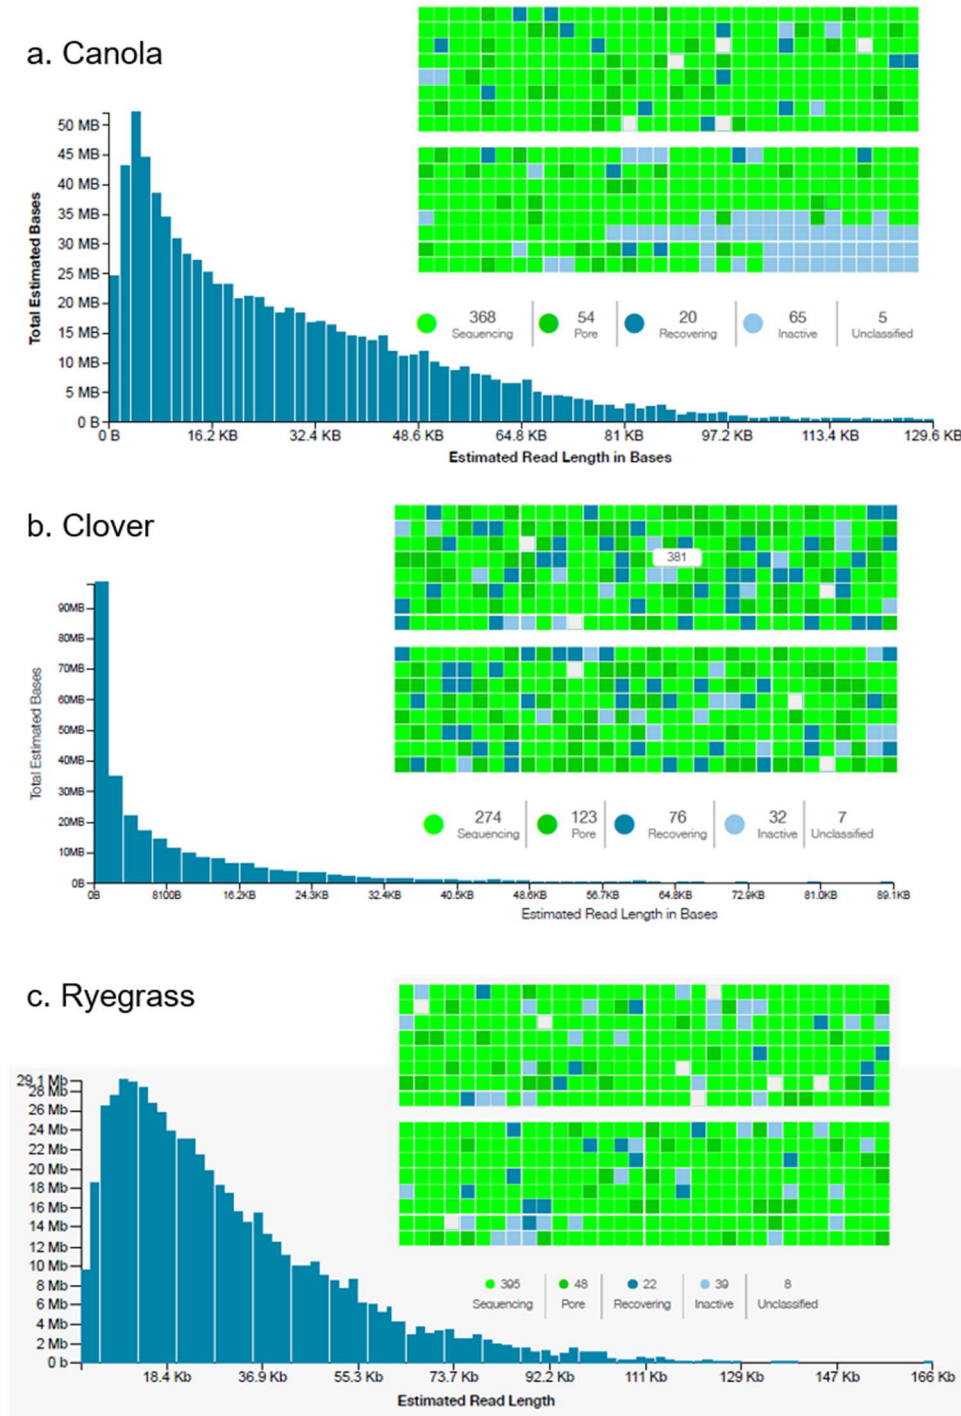 a. Canola
50 MB
45 MB
40 MB
35 MB
30 MB
25 MB
20 MB
15 MB
10 MB
5 MB
0 B
Total Estimated Bases
368 54 20 65 5
Sequencing Pore Recovering Inactive Unclassified
0 B 16.2 KB 32.4 KB 48.6 KB 64.8 KB 81 KB 97.2 KB 113.4 KB 129.6 KB
Estimated Read Length in Bases
b. Clover
381
90MB
80MB
70MB
60MB
50MB
40MB
30MB
20MB
10MB
0B
Total Estimated Bases
274 123 76 32 7
Sequencing Pore Recovering Inactive Unclassified
0B 8100B 16.2KB 24.3KB 32.4KB 40.5KB 48.6KB 56.7KB 64.8KB 72.9KB 81.0KB 89.1KB
Estimated Read Length in Bases
c. Ryegrass
29.1 Mb
28 Mb
26 Mb
24 Mb
22 Mb
20 Mb
18 Mb
16 Mb
14 Mb
12 Mb
10 Mb
8 Mb
6 Mb
4 Mb
2 Mb
0 b
395 48 22 39 8
Sequencing Pore Recovering Inactive Unclassified
18.4 Kb 36.9 Kb 55.3 Kb 73.7 Kb 92.2 Kb 111 Kb 129 Kb 147 Kb 166 Kb
Estimated Read Length